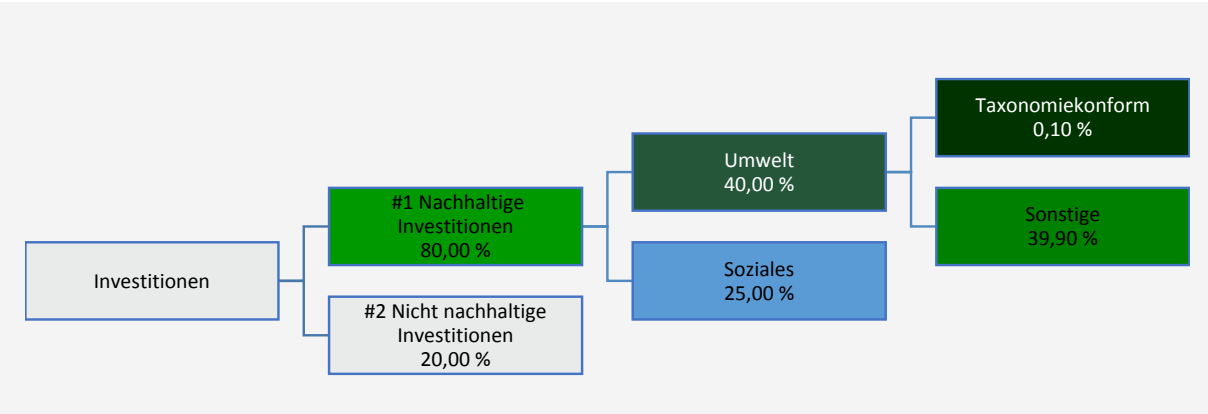 Investitionen
#1 Nachhaltige
Investitionen
80,00 %
#2 Nicht nachhaltige
Investitionen
20,00 %
Umwelt
40,00 %
Soziales
25,00 %
Taxonomiekonform
0,10 %
Sonstige
39,90 %